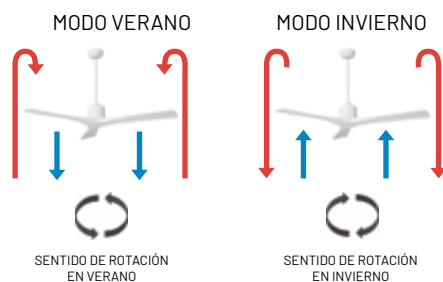 MODO VERANO
MODO INVIERNO
SENTIDO DE ROTACIÓN
EN VERANO
SENTIDO DE ROTACIÓN
EN INVIERNO